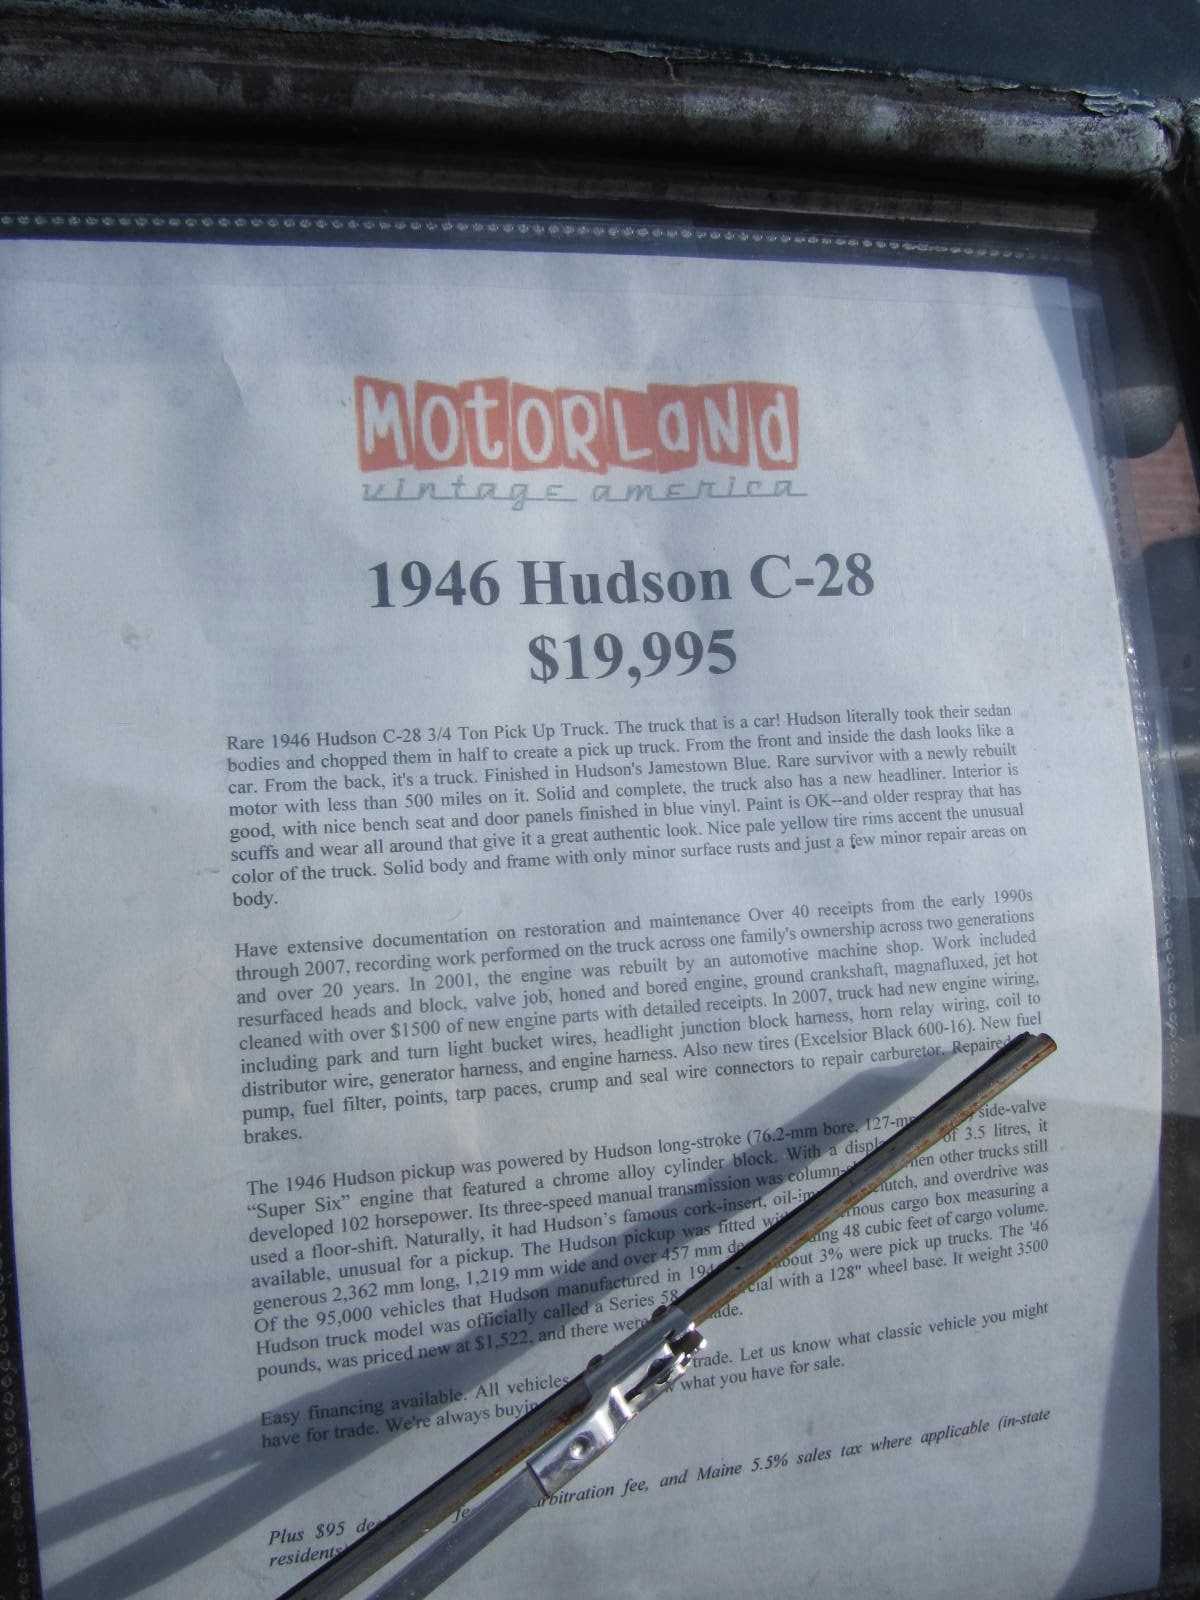 MOTORLAND
vintage america
1946 Hudson C-28
$19,995
Rare 1946 Hudson C-28 3/4 Ton Pick Up Truck. The truck that is a car! Hudson literally took their sedan
bodies and chopped them in half to create a pick up truck. From the front and inside the dash looks like a
car. From the back, it's a truck. Finished in Hudson's Jamestown Blue. Rare survivor with a newly rebuilt
motor with less than 500 miles on it. Solid and complete, the truck also has a new headliner. Interior is
good, with nice bench seat and door panels finished in blue vinyl. Paint is OK--and older respray that has
scuffs and wear all around that give it a great authentic look. Nice pale yellow tire rims accent the unusual
color of the truck. Solid body and frame with only minor surface rusts and just a few minor repair areas on
body.
Have extensive documentation on restoration and maintenance Over 40 receipts from the early 1990s
through 2007, recording work performed on the truck across one family's ownership across two generations
and over 20 years. In 2001, the engine was rebuilt by an automotive machine shop. Work included
resurfaced heads and block, valve job, honed and bored engine, ground crankshaft, magnafluxed, jet hot
cleaned with over $1500 of new engine parts with detailed receipts. In 2007, truck had new engine wiring,
including park and turn light bucket wires, headlight junction block harness, horn relay wiring, coil to
distributor wire, generator harness, and engine harness. Also new tires (Excelsior Black 600-16). New fuel
pump, fuel filter, points, tarp paces, crump and seal wire connectors to repair carburetor. Repaired
brakes.
The 1946 Hudson pickup was powered by Hudson long-stroke (76.2-mm bore, 127-mm side-valve
“Super Six” engine that featured a chrome alloy cylinder block. With a of 3.5 litres, it
developed 102 horsepower. Its three-speed manual transmission was when other trucks still
used a floor-shift. Naturally, it had Hudson’s famous cork-insert, clutch, and overdrive was
available, unusual for a pickup. The Hudson pickup was fitted cargo box measuring a
generous 2,362 mm long, 1,219 mm wide and over 457 mm 48 cubic feet of cargo volume.
Of the 95,000 vehicles that Hudson manufactured in about 3% were pick up trucks. The '46
Hudson truck model was officially called a Series with a 128" wheel base. It weight 3500
pounds, was priced new at $1,522, and there were
Easy financing available. All vehicles trade. Let us know what classic vehicle you might
have for trade. We're always what you have for sale.
Plus $95 arbitration fee, and Maine 5.5% sales tax where applicable (in-state
residents)